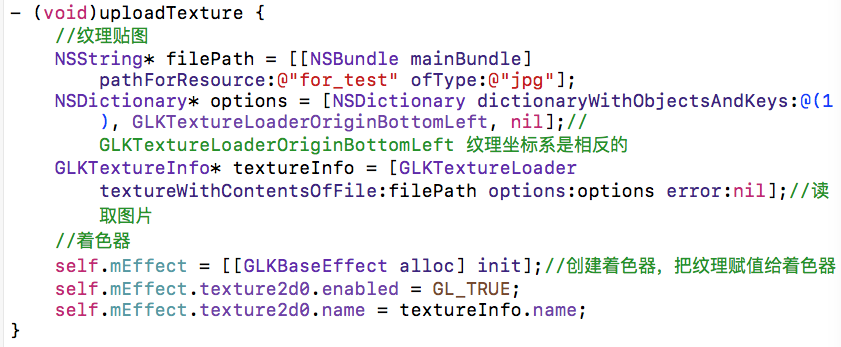 - (void)uploadTexture {
//纹理贴图
NSString* filePath = [[NSBundle mainBundle]
pathForResource:@"for_test" ofType:@"jpg"];
NSDictionary* options = [NSDictionary dictionaryWithObjectsAndKeys:@(1
), GLKTextureLoaderOriginBottomLeft, nil];//
GLKTextureLoaderOriginBottomLeft 纹理坐标系是相反的
GLKTextureInfo* textureInfo = [GLKTextureLoader
textureWithContentsOfFile:filePath options:options error:nil];//读
取图片
//着色器
self.mEffect = [[GLKBaseEffect alloc] init];//创建着色器，把纹理赋值给着色器
self.mEffect.texture2d0.enabled = GL_TRUE;
self.mEffect.texture2d0.name = textureInfo.name;
}